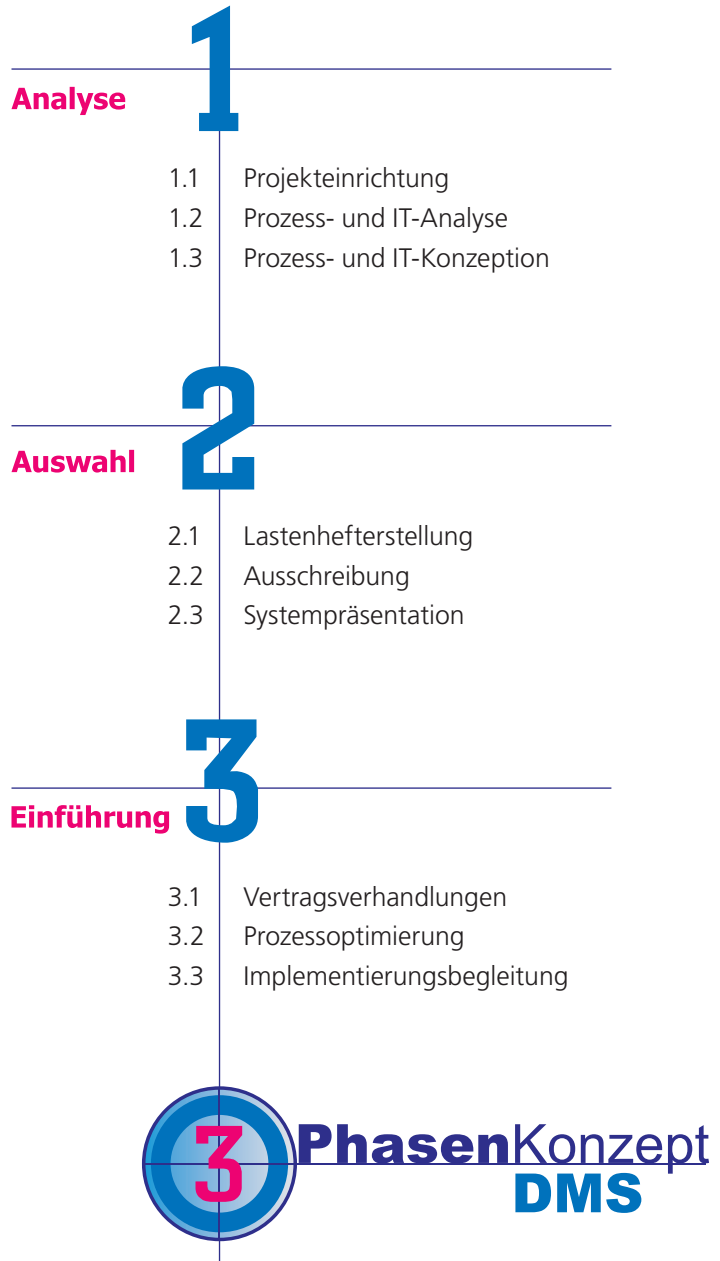 1
Analyse
1.1 Projekteinrichtung
1.2 Prozess- und IT-Analyse
1.3 Prozess- und IT-Konzeption
2
Auswahl
2.1 Lastenhefterstellung
2.2 Ausschreibung
2.3 Systempräsentation
3
Einführung
3.1 Vertragsverhandlungen
3.2 Prozessoptimierung
3.3 Implementierungsbegleitung
3 PhasenKonzept
DMS